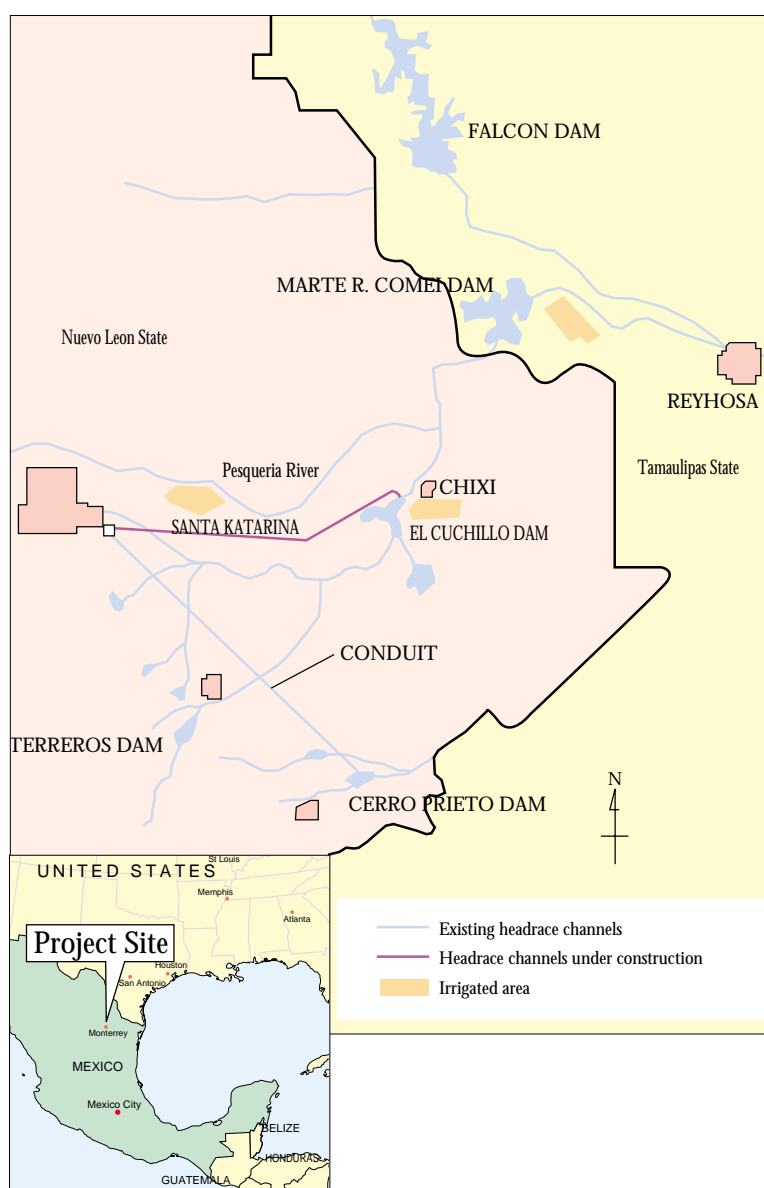 FALCON DAM
MARTE R. COMEI DAM
Nuevo Leon State
REYHOSA
Pesqueria River
Tamaulipas State
CHIXI
SANTA KATARINA
EL CUCHILLO DAM
CONDUIT
TERREROS DAM
CERRO PRIETO DAM
N
St Louis
UNITED STATES
Memphis
Atlanta
Project Site
Houston
San Antonio
Monterrey
MEXICO
Mexico City
BELIZE
HONDURAS
GUATEMALA
Existing headrace channels
Headrace channels under construction
Irrigated area